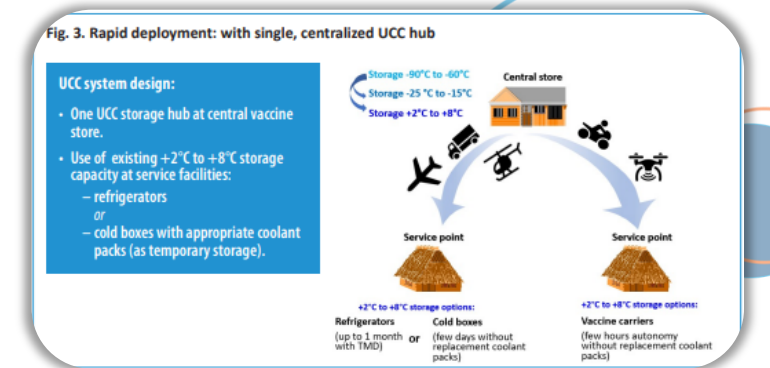 Fig. 3. Rapid deployment: with single, centralized UCC hub
UCC system design:
• One UCC storage hub at central vaccine
store.
• Use of existing +2°C to +8°C storage
capacity at service facilities:
– refrigerators
or
– cold boxes with appropriate coolant
packs (as temporary storage).
Storage -90°C to -60°C
Storage -25 °C to -15°C
Storage +2°C to +8°C
Central store
Service point
+2°C to +8°C storage options:
Refrigerators
(up to 1 month
with TMD)
or
Cold boxes
(few days without
replacement coolant
packs)
Service point
+2°C to +8°C storage options:
Vaccine carriers
(few hours autonomy
without replacement coolant
packs)